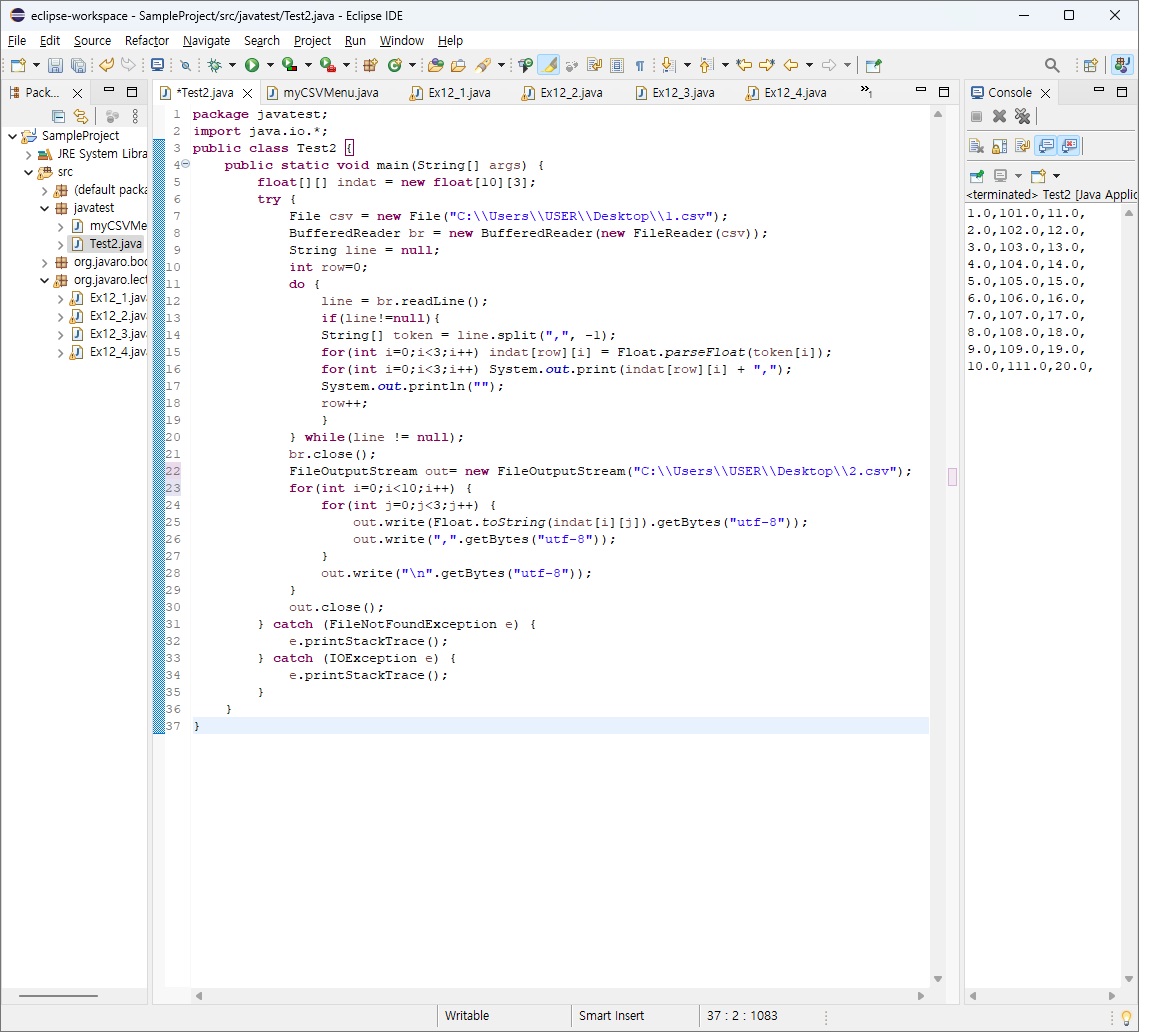 eclipse-workspace - SampleProject/src/javatest/Test2.java - Eclipse IDE
File Edit Source Refactor Navigate Search Project Run Window Help
Pack...
*Test2.java myCSVMenu.java Ex12_1.java Ex12_2.java Ex12_3.java Ex12_4.java »1
Console
SampleProject
JRE System Libra
src
(default packa
javatest
myCSVMe
Test2.java
org.javaro.boo
org.javaro.lect
Ex12_1.java
Ex12_2.java
Ex12_3.java
Ex12_4.java
1 package javatest;
2 import java.io.*;
3 public class Test2 {
4 public static void main(String[] args) {
5 float[][] indat = new float[10][3];
6 try {
7 File csv = new File("C:\\Users\\USER\\Desktop\\1.csv");
8 BufferedReader br = new BufferedReader(new FileReader(csv));
9 String line = null;
10 int row=0;
11 do {
12 line = br.readLine();
13 if(line!=null){
14 String[] token = line.split(",", -1);
15 for(int i=0;i<3;i++) indat[row][i] = Float.parseFloat(token[i]);
16 for(int i=0;i<3;i++) System.out.print(indat[row][i] + ",");
17 System.out.println("");
18 row++;
19 }
20 } while(line != null);
21 br.close();
22 FileOutputStream out= new FileOutputStream("C:\\Users\\USER\\Desktop\\2.csv");
23 for(int i=0;i<10;i++) {
24 for(int j=0;j<3;j++) {
25 out.write(Float.toString(indat[i][j]).getBytes("utf-8"));
26 out.write(",".getBytes("utf-8"));
27 }
28 out.write("\n".getBytes("utf-8"));
29 }
30 out.close();
31 } catch (FileNotFoundException e) {
32 e.printStackTrace();
33 } catch (IOException e) {
34 e.printStackTrace();
35 }
36 }
37 }
<terminated> Test2 [Java Applic
1.0,101.0,11.0,
2.0,102.0,12.0,
3.0,103.0,13.0,
4.0,104.0,14.0,
5.0,105.0,15.0,
6.0,106.0,16.0,
7.0,107.0,17.0,
8.0,108.0,18.0,
9.0,109.0,19.0,
10.0,111.0,20.0,
Writable Smart Insert 37 : 2 : 1083